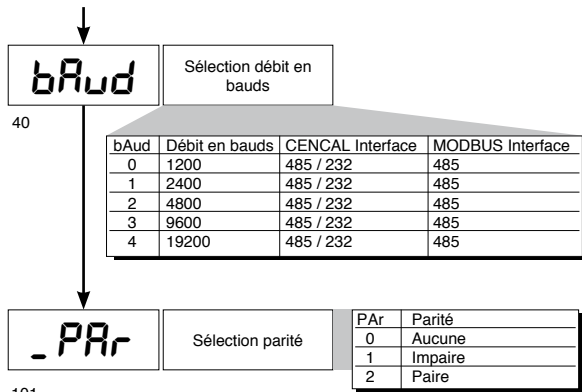 bAud
Sélection débit en
bauds
40
bAud Débit en bauds CENCAL Interface MODBUS Interface
0 1200 485 / 232 485
1 2400 485 / 232 485
2 4800 485 / 232 485
3 9600 485 / 232 485
4 19200 485 / 232 485
_PAr
Sélection parité
PAr Parité
0 Aucune
1 Impaire
2 Paire
101